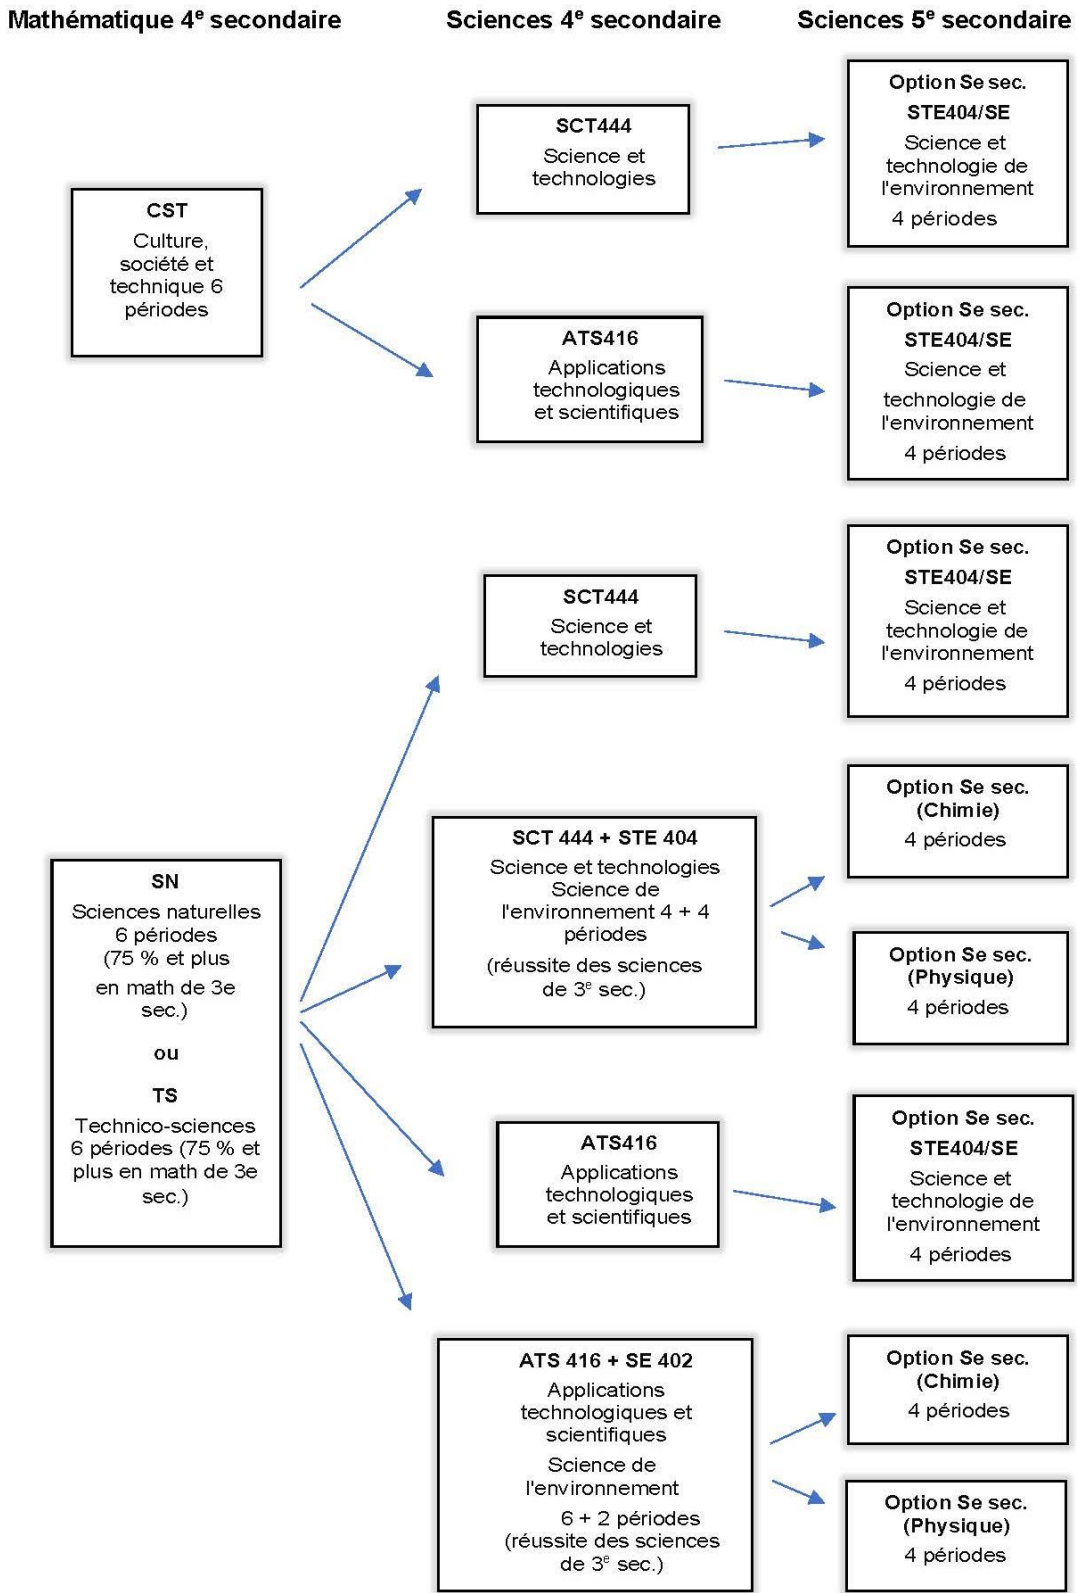 Mathématique 4e secondaire
Sciences 4e secondaire
Sciences 5e secondaire
CST
Culture,
société et
technique 6
périodes
SCT444
Science et
technologies
Option Se sec.
STE404/SE
Science et
technologie de
l'environnement
4 périodes
ATS416
Applications
technologiques
et scientifiques
Option Se sec.
STE404/SE
Science et
technologie de
l'environnement
4 périodes
SN
Sciences naturelles
6 périodes
(75 % et plus
en math de 3e
sec.)
ou
TS
Technico-sciences
6 périodes (75 % et
plus en math de 3e
sec.)
SCT444
Science et
technologies
Option Se sec.
STE404/SE
Science et
technologie de
l'environnement
4 périodes
SCT 444 + STE 404
Science et technologies
Science de
l'environnement 4 + 4
périodes
(réussite des sciences
de 3e sec.)
Option Se sec.
(Chimie)
4 périodes
Option Se sec.
(Physique)
4 périodes
ATS416
Applications
technologiques
et scientifiques
Option Se sec.
STE404/SE
Science et
technologie de
l'environnement
4 périodes
ATS 416 + SE 402
Applications
technologiques et
scientifiques
Science de
l'environnement
6 + 2 périodes
(réussite des sciences
de 3e sec.)
Option Se sec.
(Chimie)
4 périodes
Option Se sec.
(Physique)
4 périodes